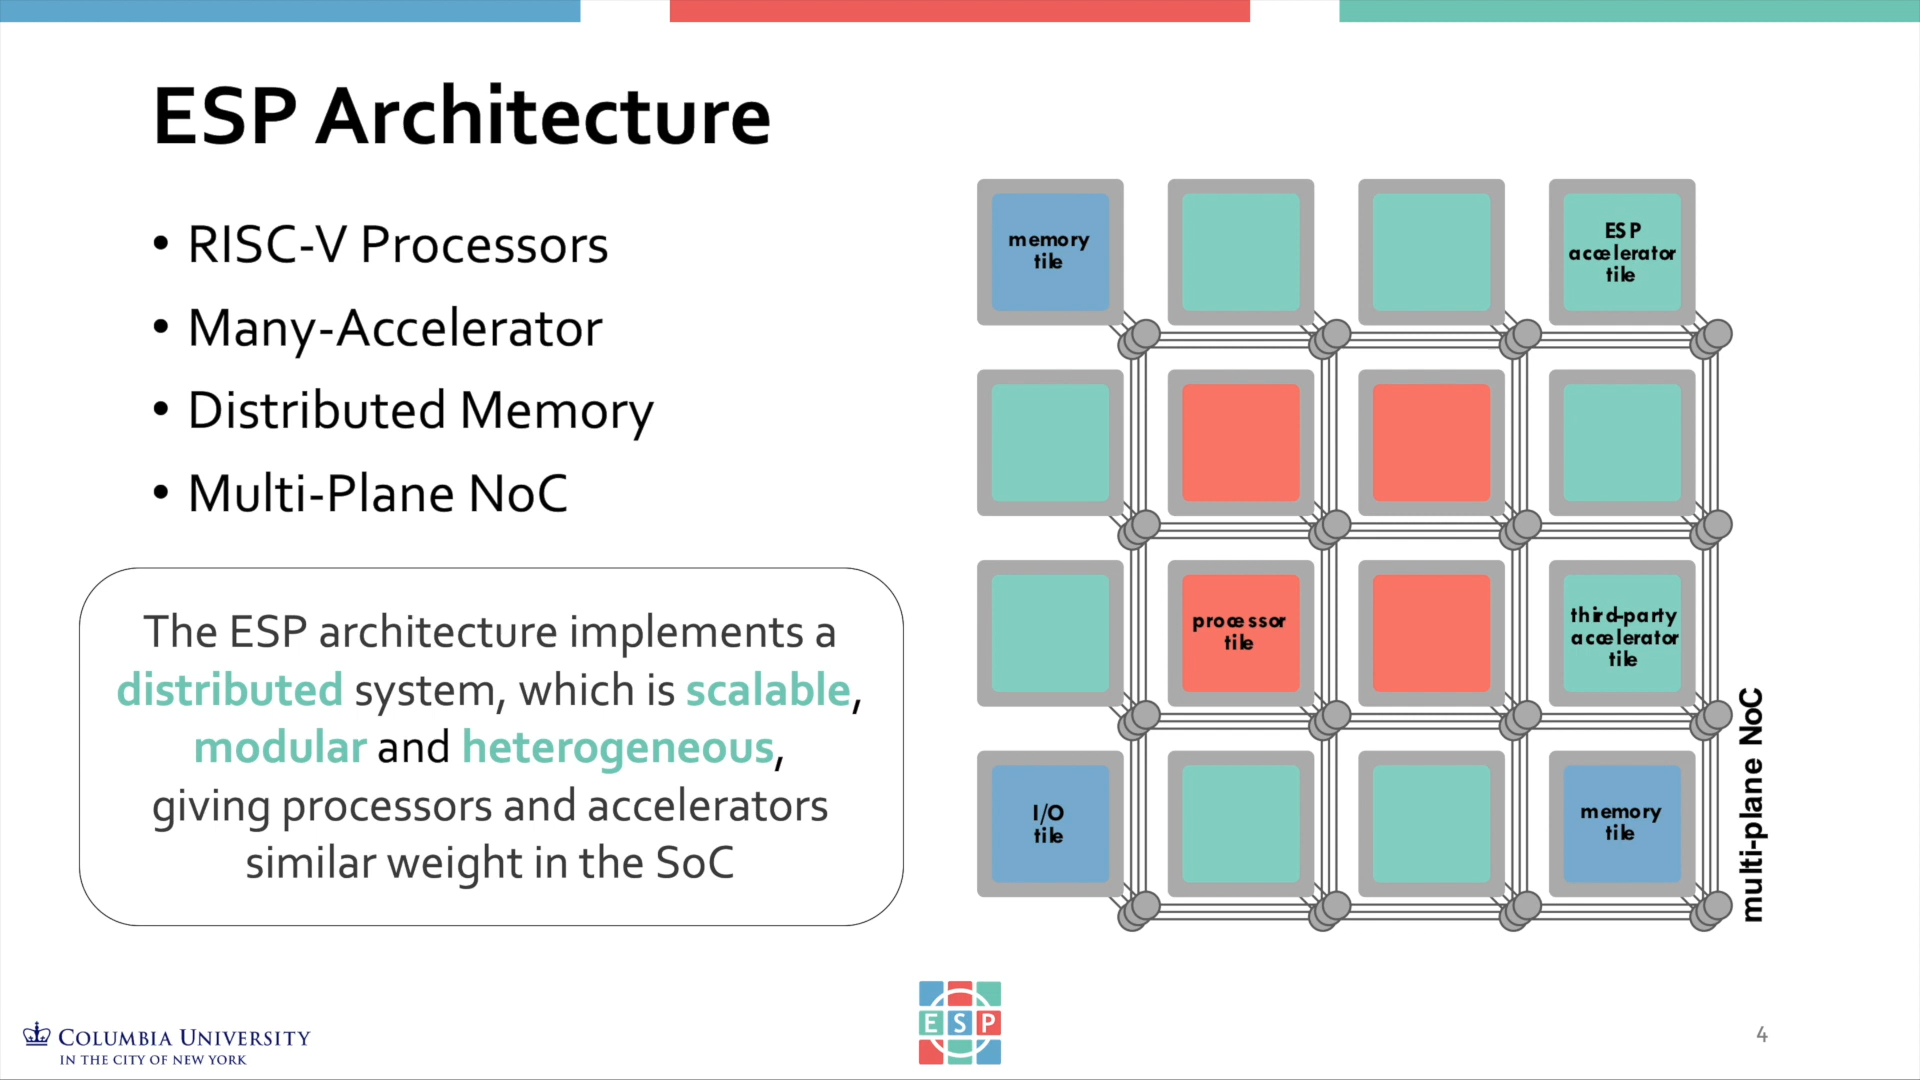 ESP Architecture
• RISC-V Processors
• Many-Accelerator
• Distributed Memory
• Multi-Plane NoC
The ESP architecture implements a
distributed system, which is scalable,
modular and heterogeneous,
giving processors and accelerators
similar weight in the SoC
memory
tile
ESP
accelerator
tile
processor
tile
third-party
accelerator
tile
I/O
tile
memory
tile
multi-plane NoC
COLUMBIA UNIVERSITY
IN THE CITY OF NEW YORK
E S P
4